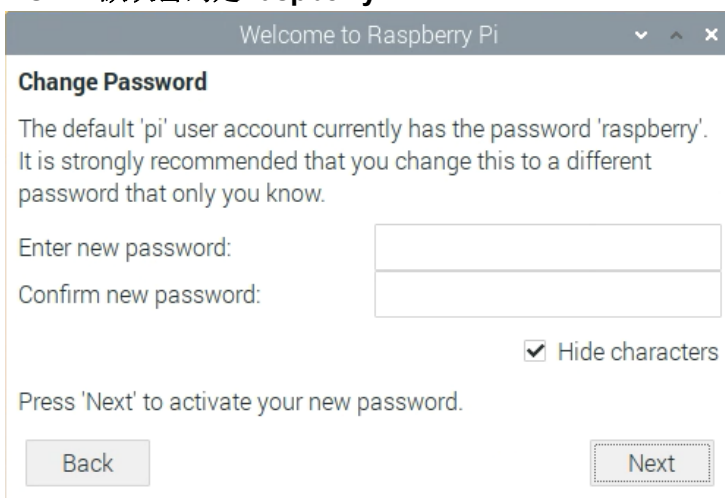 Welcome to Raspberry Pi
Change Password
The default 'pi' user account currently has the password 'raspberry'.
It is strongly recommended that you change this to a different
password that only you know.
Enter new password:
Confirm new password:
Hide characters
Press 'Next' to activate your new password.
Back
Next